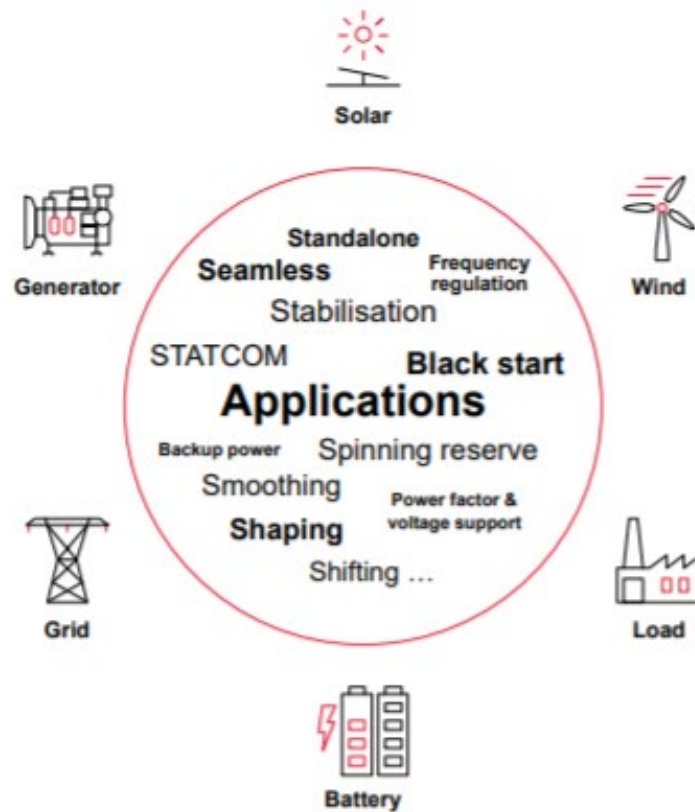 Solar
Generator
Wind
Standalone
Seamless
Frequency
regulation
Stabilisation
STATCOM
Black start
Applications
Backup power
Spinning reserve
Smoothing
Power factor &
voltage support
Shaping
Shifting ...
Grid
Load
Battery